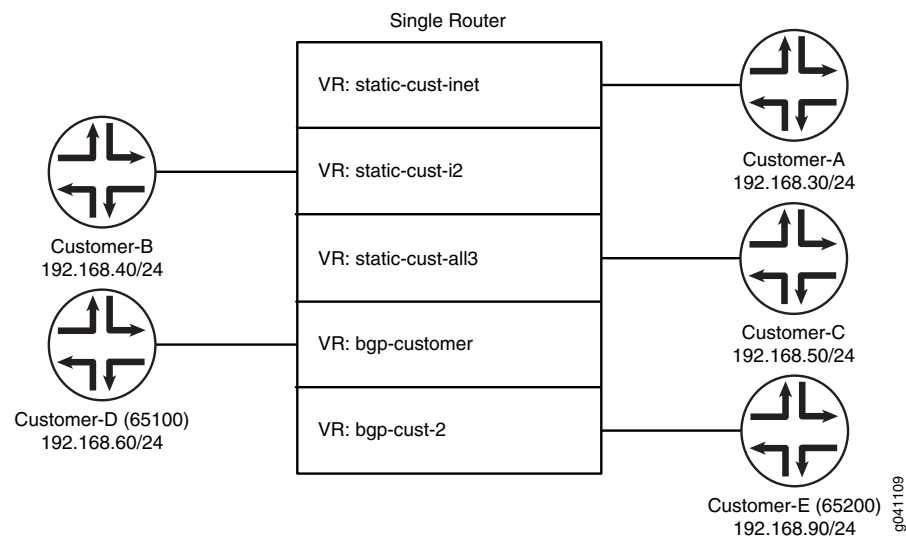 Single Router
VR: static-cust-inet
VR: static-cust-i2
VR: static-cust-all3
VR: bgp-customer
VR: bgp-cust-2
Customer-A
192.168.30/24
Customer-B
192.168.40/24
Customer-C
192.168.50/24
Customer-D (65100)
192.168.60/24
Customer-E (65200)
192.168.90/24
g041109